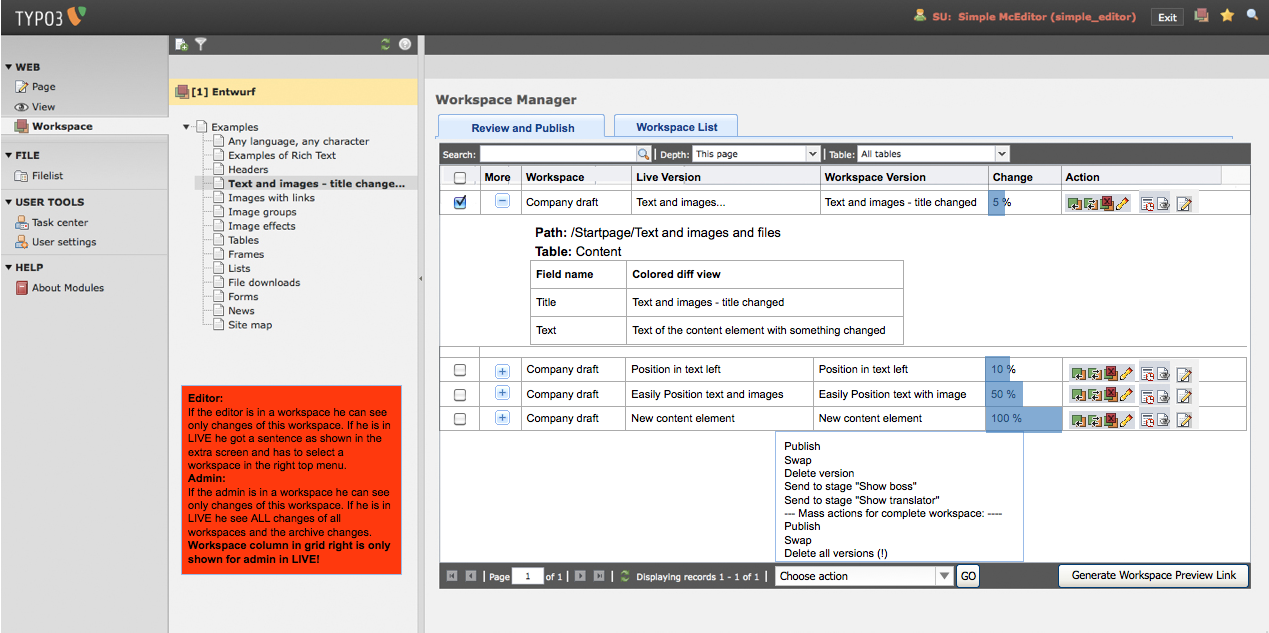 TYPO3
SU: Simple McEditor (simple_editor)
Exit
WEB
Page
View
Workspace
FILE
Filelist
USER TOOLS
Task center
User settings
HELP
About Modules
[1] Entwurf
Examples
Any language, any character
Examples of Rich Text
Headers
Text and images - title change...
Images with links
Image groups
Image effects
Tables
Frames
Lists
File downloads
Forms
News
Site map
Editor:
If the editor is in a workspace he can see
only changes of this workspace. If he is in
LIVE he got a sentence as shown in the
extra screen and has to select a
workspace in the right top menu.
Admin:
If the admin is in a workspace he can see
only changes of this workspace. If he is in
LIVE he see ALL changes of all
workspaces and the archive changes.
Workspace column in grid right is only
shown for admin in LIVE!
Workspace Manager
Review and Publish Workspace List
Search: Depth: This page Table: All tables
More Workspace Live Version Workspace Version Change Action
Company draft Text and images... Text and images - title changed 5 %
Path: /Startpage/Text and images and files
Table: Content
Field name Colored diff view
Title Text and images - title changed
Text Text of the content element with something changed
Company draft Position in text left Position in text left 10 %
Company draft Easily Position text and images Easily Position text with image 50 %
Company draft New content element New content element 100 %
Publish
Swap
Delete version
Send to stage "Show boss"
Send to stage "Show translator"
--- Mass actions for complete workspace: ----
Publish
Swap
Delete all versions (!)
Page 1 of 1 Displaying records 1 - 1 of 1 Choose action GO Generate Workspace Preview Link